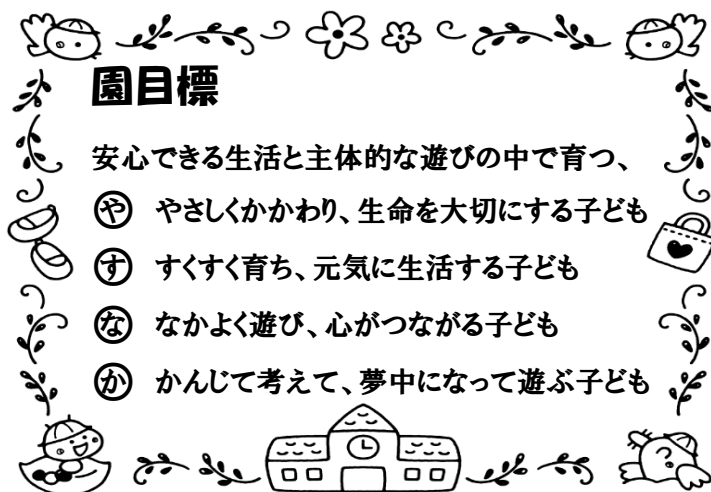 園目標
安心できる生活と主体的な遊びの中で育つ、
や やさしくかかわり、生命を大切にする子ども
す すくすく育ち、元気に生活する子ども
な なかよく遊び、心がつながる子ども
か かんじて考えて、夢中になって遊ぶ子ども